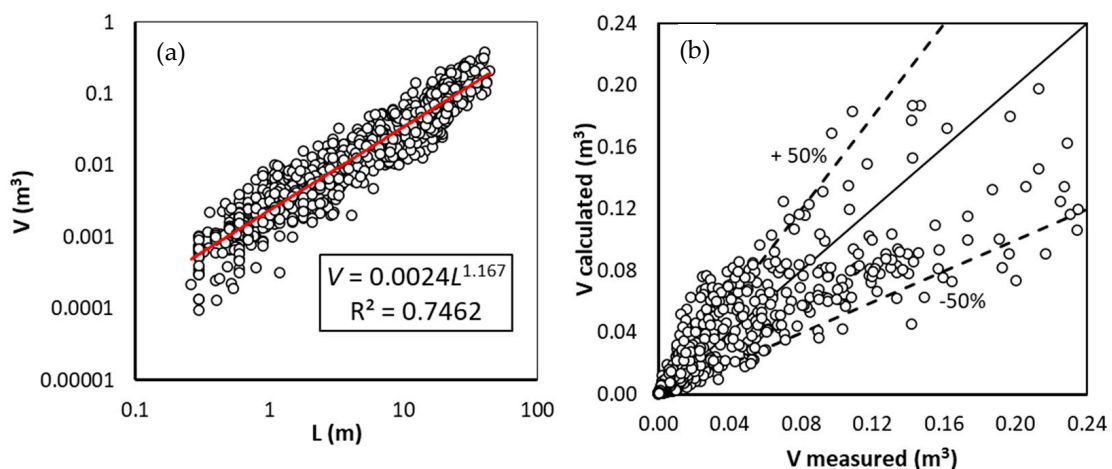 (a)
1
0.1
0.01
0.001
0.0001
0.00001
V (m³)
V = 0.0024L^1.167
R² = 0.7462
0.1 1 10 100
L (m)
(b)
0.24
0.20
0.16
0.12
0.08
0.04
0.00
V calculated (m³)
+ 50%
-50%
0.00 0.04 0.08 0.12 0.16 0.20 0.24
V measured (m³)